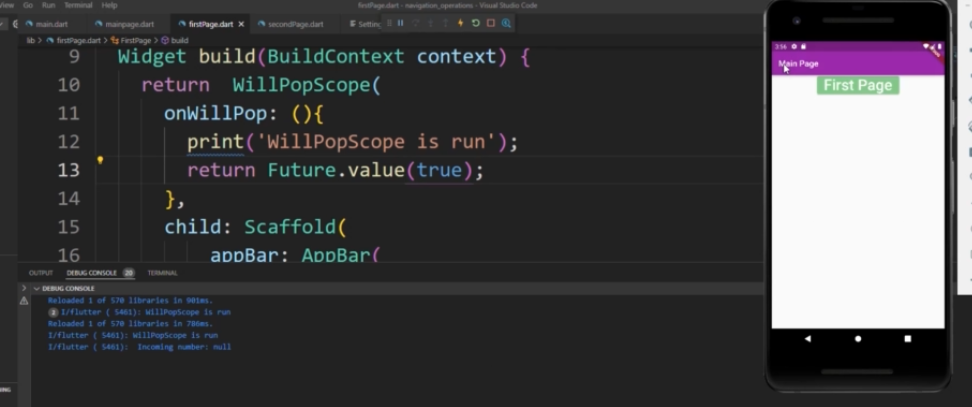 View Go Run Terminal Help
firstPage.dart - navigation_operations - Visual Studio Code
main.dart mainpage.dart firstPage.dart secondPage.dart Setting
lib > firstPage.dart > FirstPage > build
9 Widget build(BuildContext context) {
10 return WillPopScope(
11 onWillPop: (){
12 print('WillPopScope is run');
13 return Future.value(true);
14 },
15 child: Scaffold(
16 appBar: AppBar(
OUTPUT DEBUG CONSOLE 20 TERMINAL
DEBUG CONSOLE
Reloaded 1 of 570 libraries in 901ms.
2 I/flutter ( 5461): WillPopScope is run
Reloaded 1 of 570 libraries in 786ms.
I/flutter ( 5461): WillPopScope is run
I/flutter ( 5461): Incoming number: null
3:56
Main Page
First Page